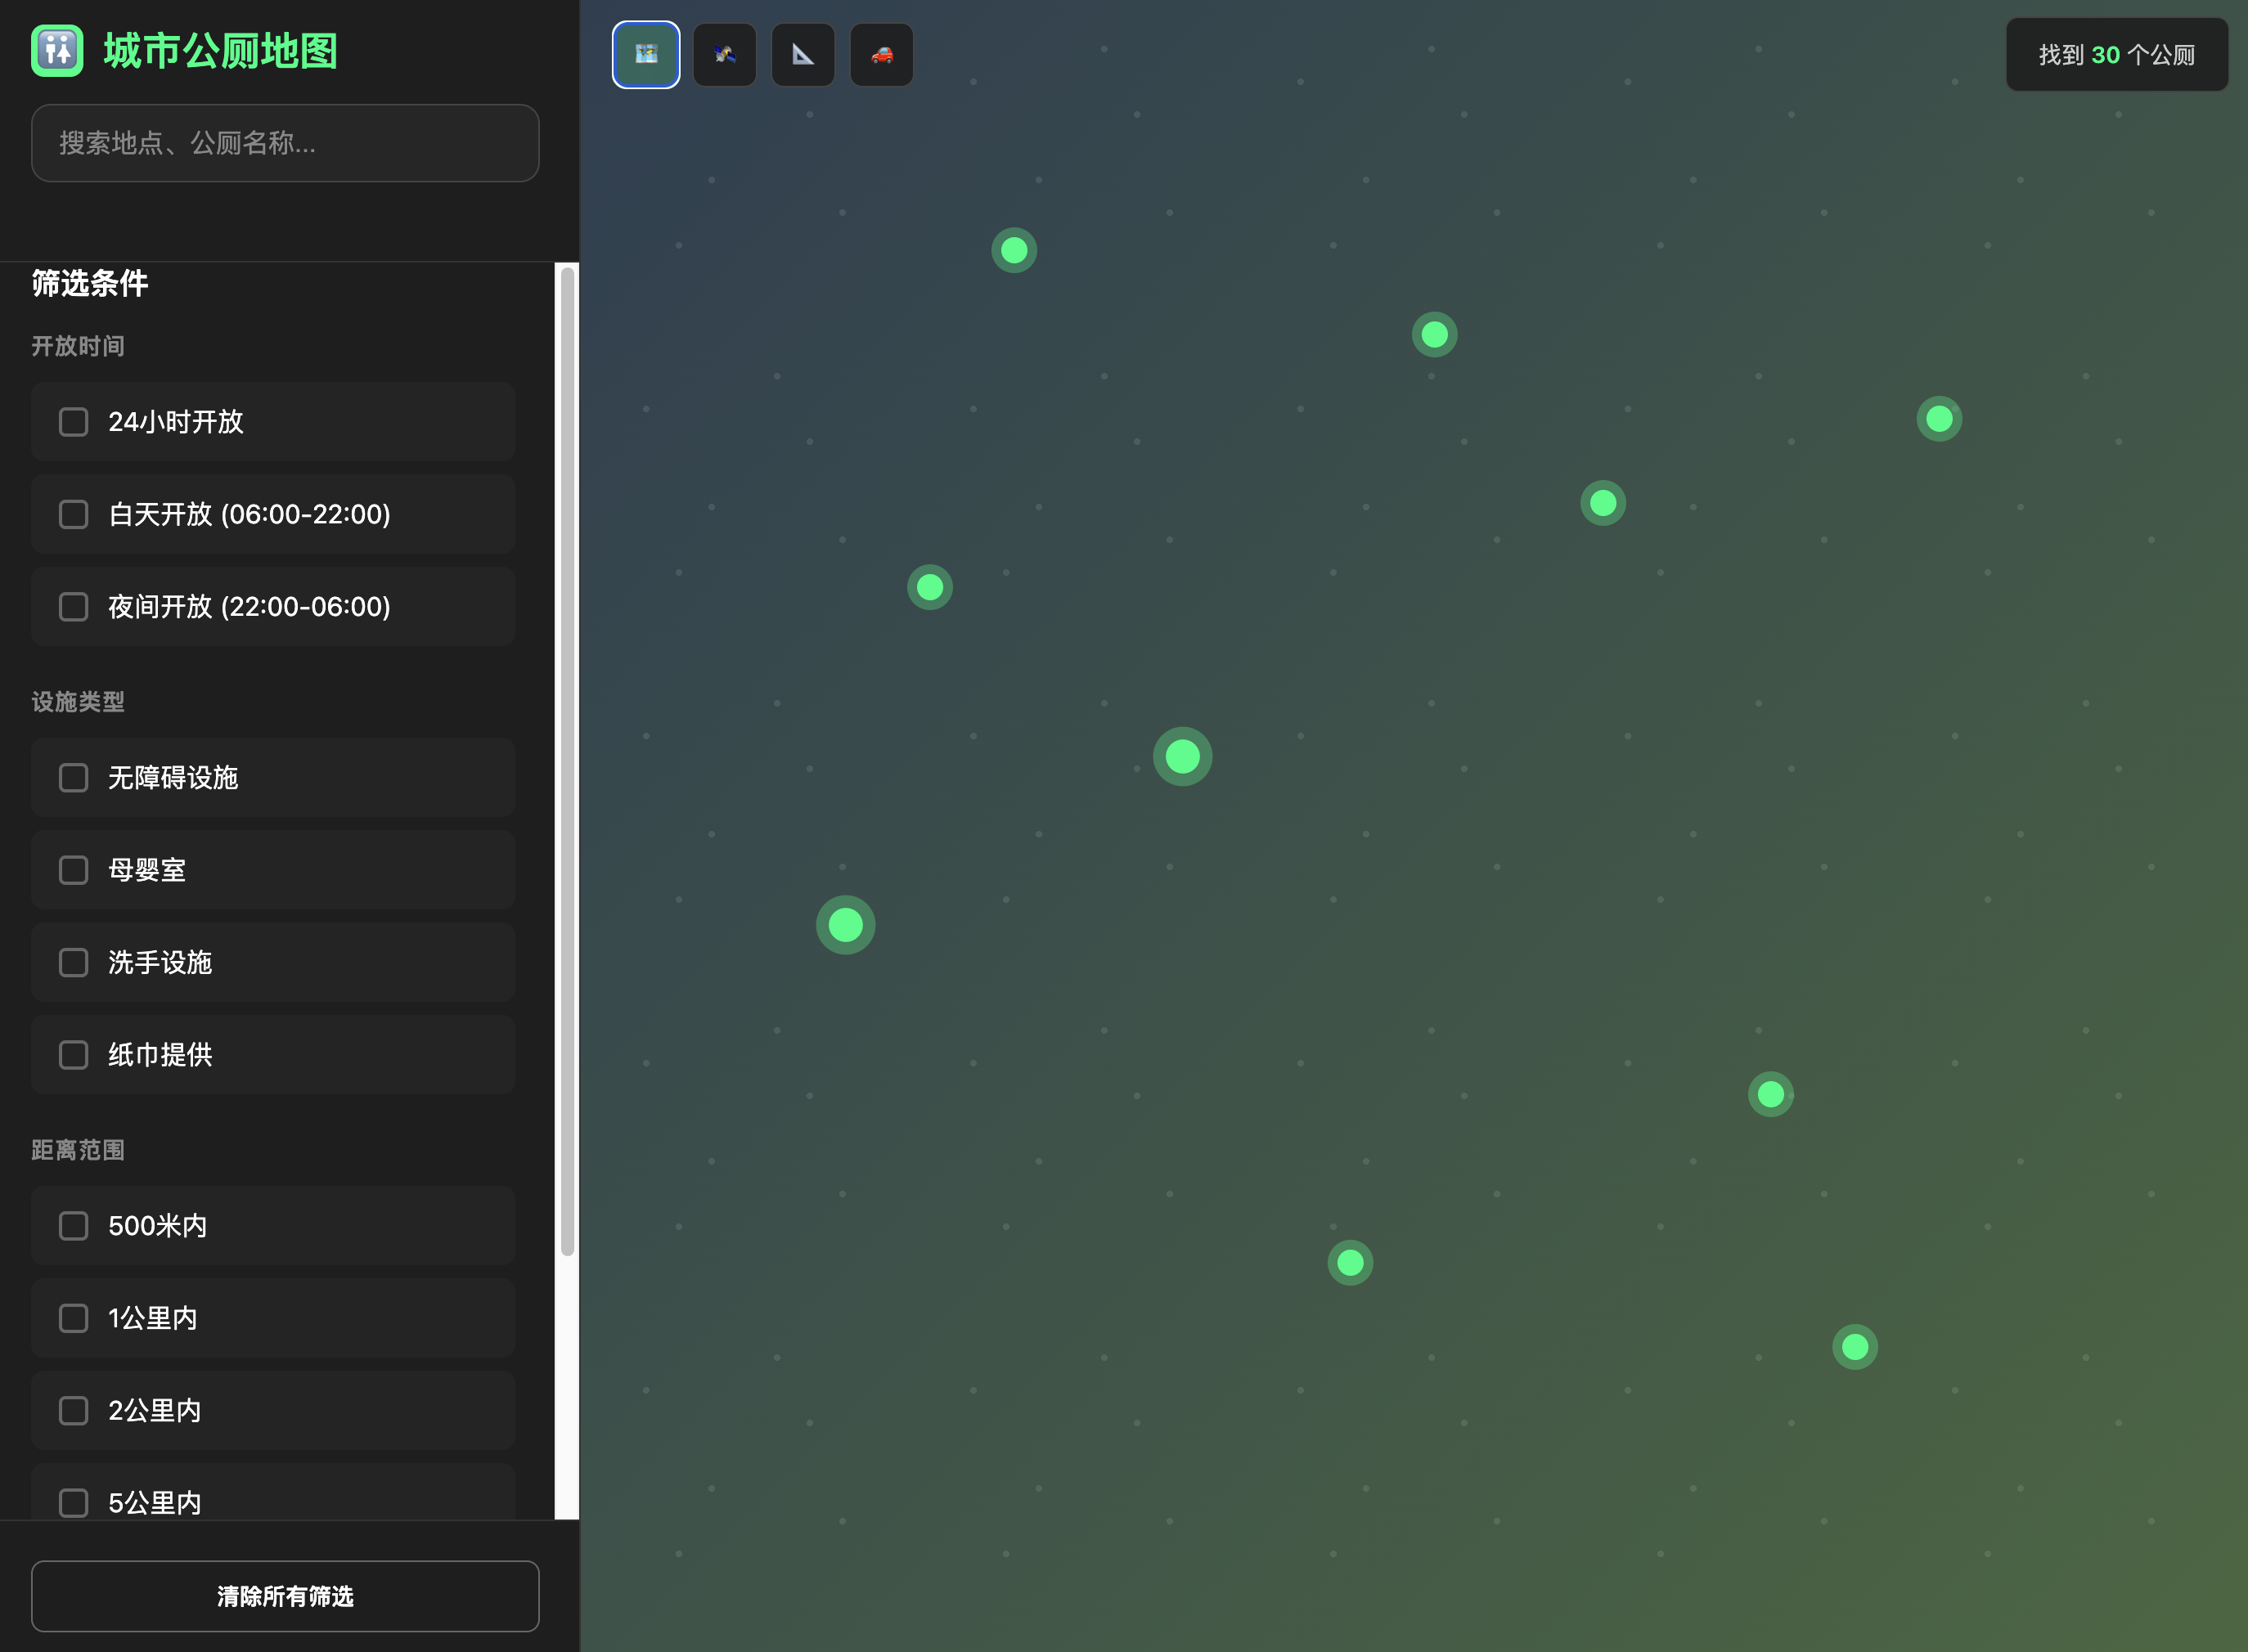 城市公厕地图
搜索地点、公厕名称...
筛选条件
开放时间
24小时开放
白天开放 (06:00-22:00)
夜间开放 (22:00-06:00)
设施类型
无障碍设施
母婴室
洗手设施
纸巾提供
距离范围
500米内
1公里内
2公里内
5公里内
清除所有筛选
找到 30 个公厕